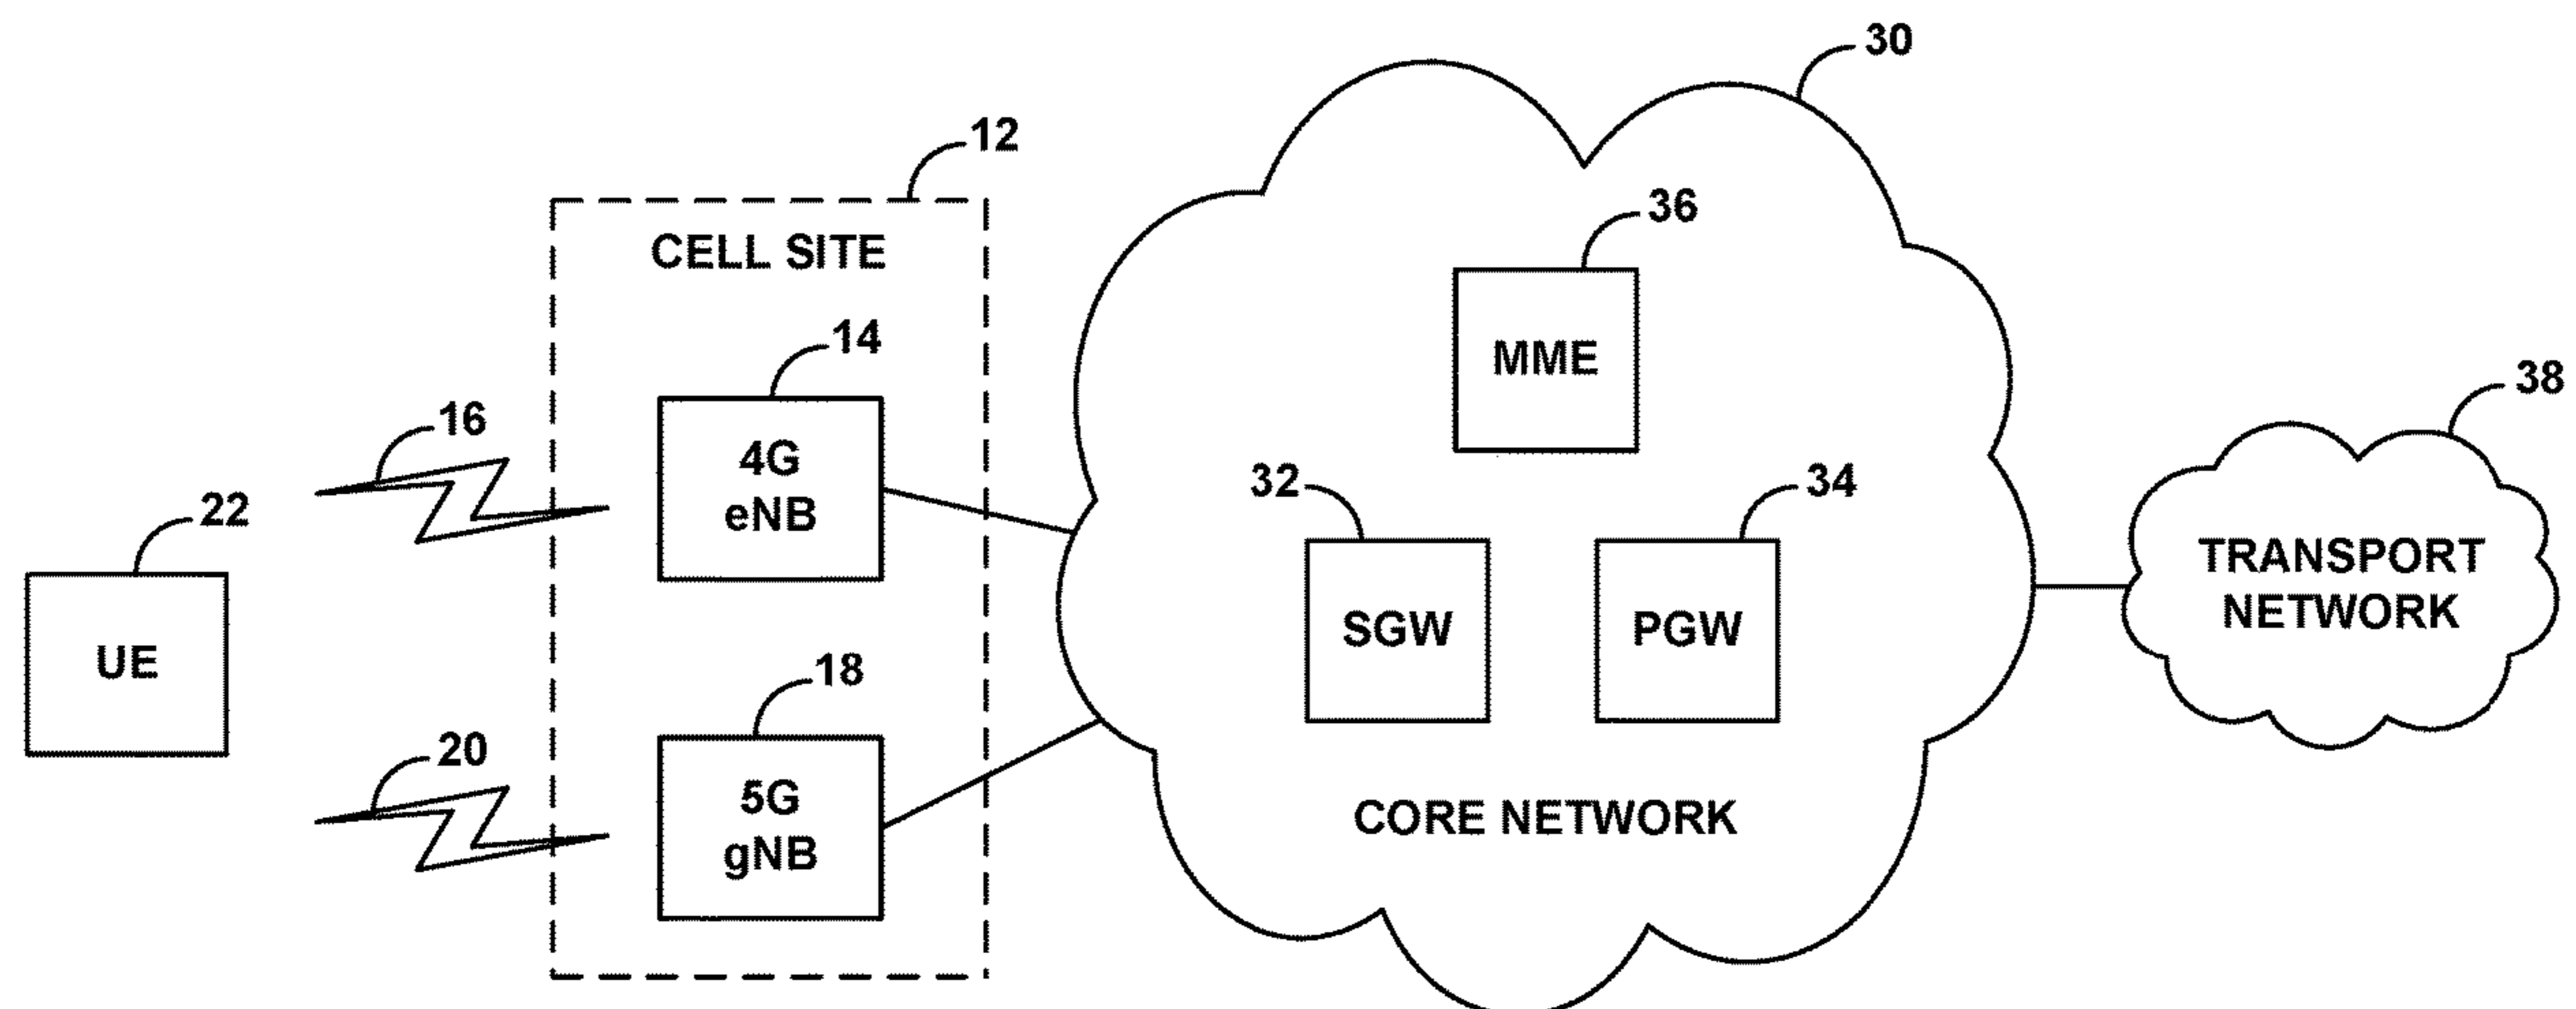 30
12
36
CELL SITE
14
MME
38
16
4G
eNB
32
34
22
TRANSPORT
NETWORK
SGW
PGW
UE
18
20
5G
gNB
CORE NETWORK